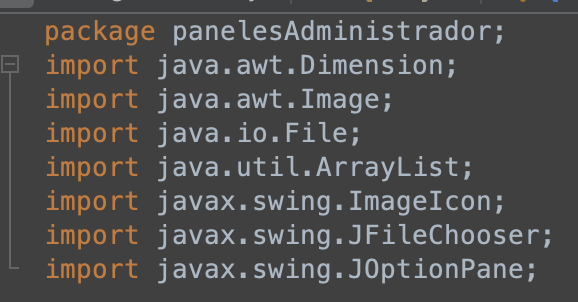 package panelesAdministrador;
import java.awt.Dimension;
import java.awt.Image;
import java.io.File;
import java.util.ArrayList;
import javax.swing.ImageIcon;
import javax.swing.JFileChooser;
import javax.swing.JOptionPane;